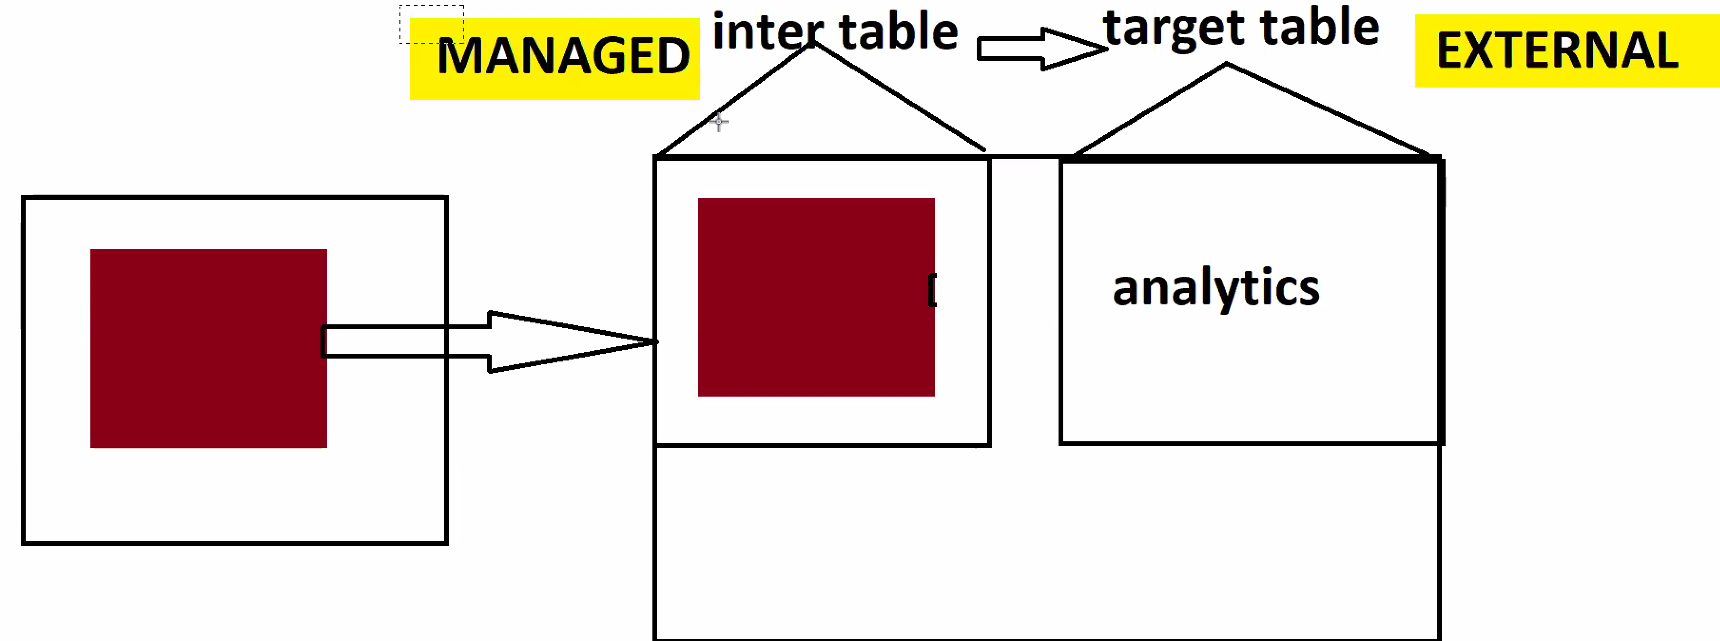 MANAGED
inter table
target table
EXTERNAL
analytics